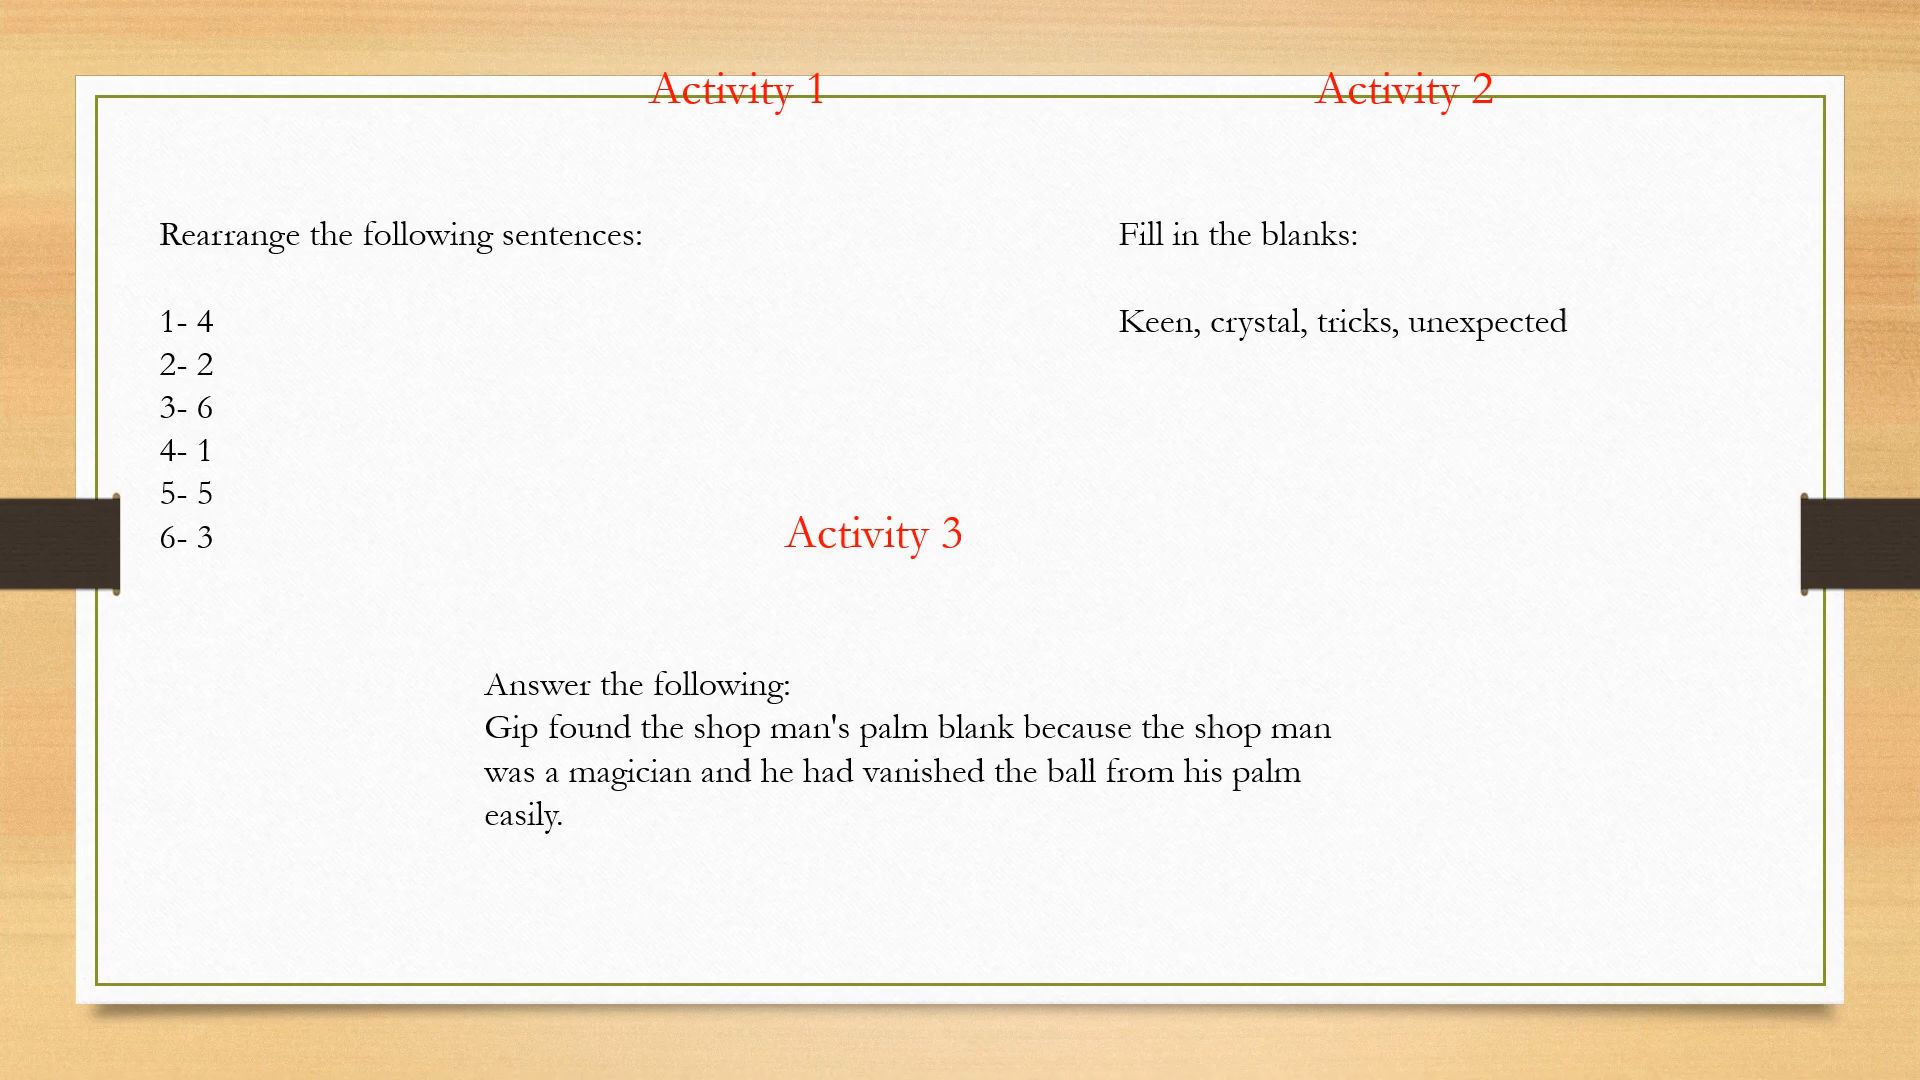 Activity 1
Rearrange the following sentences:
1- 4
2- 2
3- 6
4- 1
5- 5
6- 3
Activity 2
Fill in the blanks:
Keen, crystal, tricks, unexpected
Activity 3
Answer the following:
Gip found the shop man's palm blank because the shop man
was a magician and he had vanished the ball from his palm
easily.